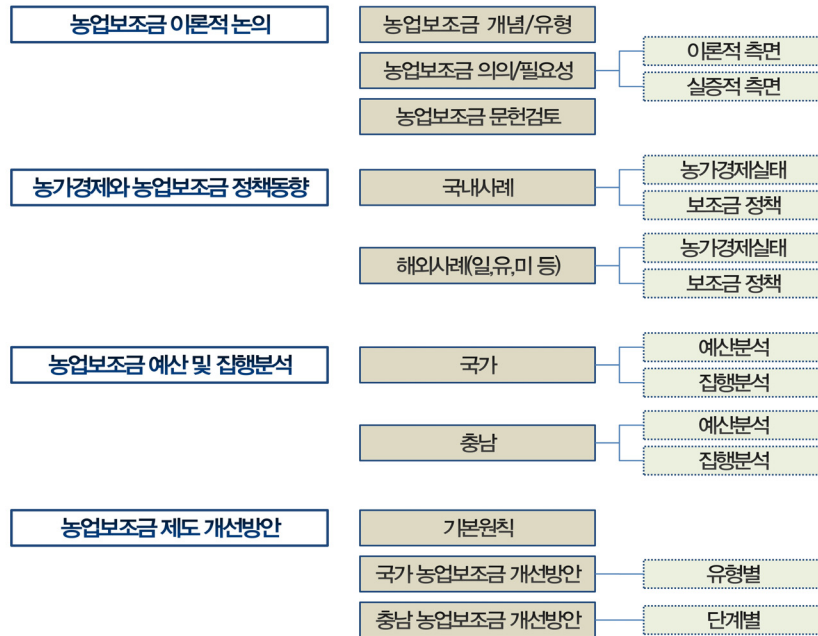 농업보조금 이론적 논의
농업보조금 개념/유형
농업보조금 의의/필요성
이론적 측면
실증적 측면
농업보조금 문헌검토
농가경제와 농업보조금 정책동향
국내사례
농가경제실태
보조금 정책
해외사례(일,유,미 등)
농가경제실태
보조금 정책
농업보조금 예산 및 집행분석
국가
예산분석
집행분석
충남
예산분석
집행분석
농업보조금 제도 개선방안
기본원칙
국가 농업보조금 개선방안
유형별
충남 농업보조금 개선방안
단계별